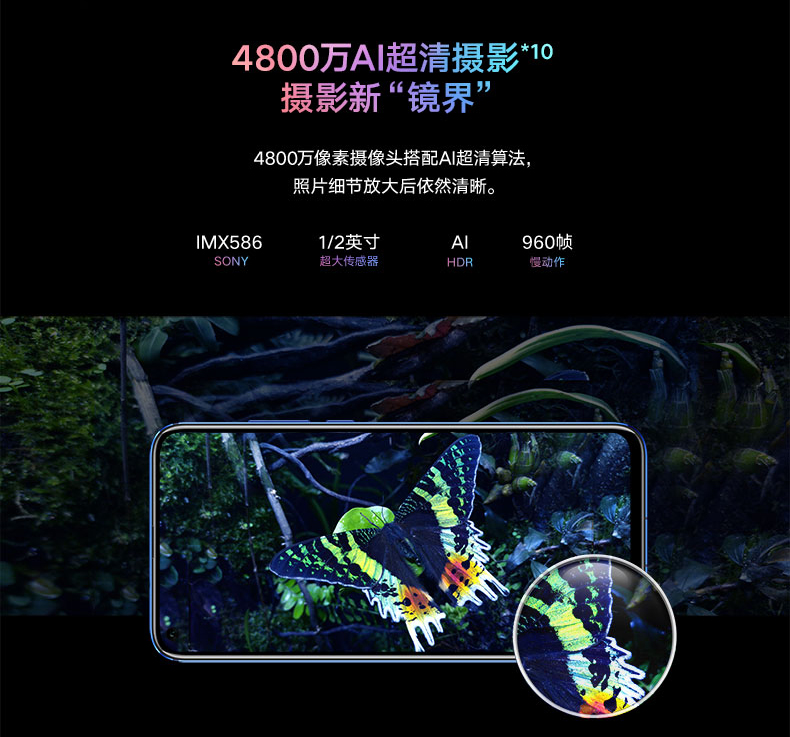 4800万AI超清摄影*10
摄影新“镜界”
4800万像素摄像头搭配AI超清算法，
照片细节放大后依然清晰。
IMX586 1/2英寸 AI 960帧
SONY 超大传感器 HDR 慢动作